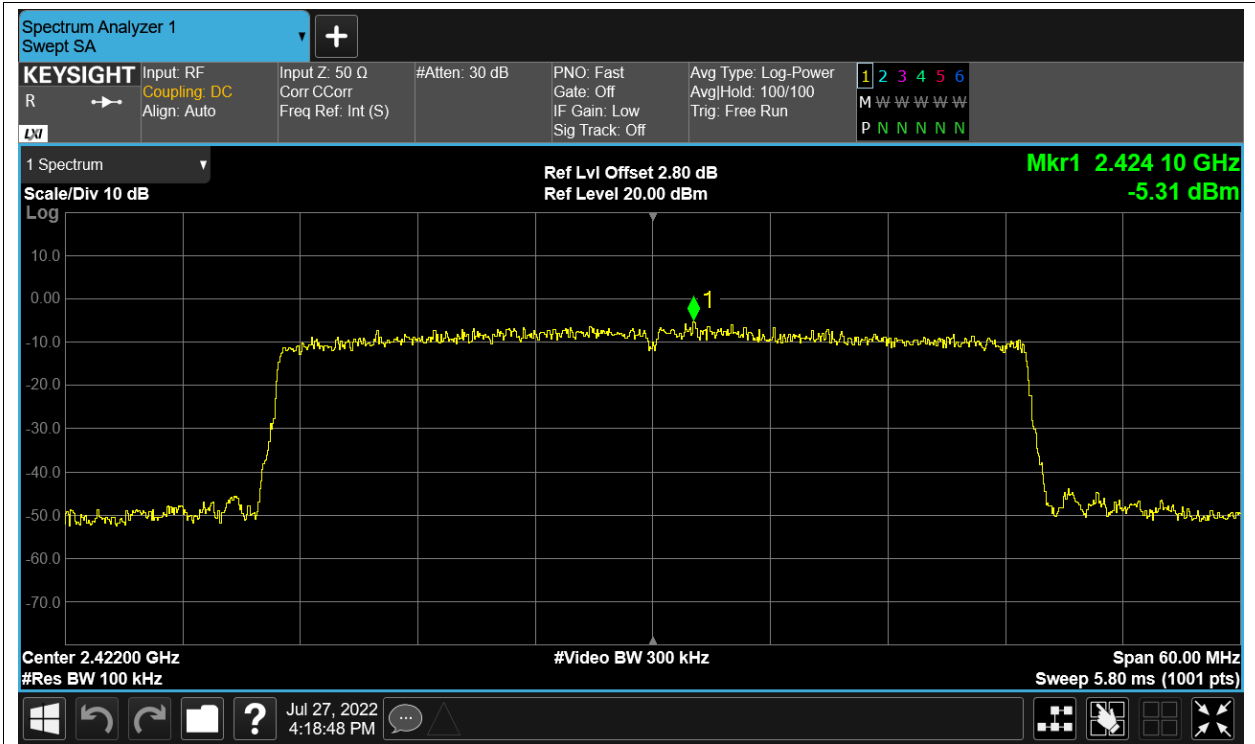 Spectrum Analyzer 1
Swept SA
KEYSIGHT
R
LXI
Input: RF
Coupling: DC
Align: Auto
Input Z: 50 Ω
Corr CCorr
Freq Ref: Int (S)
#Atten: 30 dB
PNO: Fast
Gate: Off
IF Gain: Low
Sig Track: Off
Avg Type: Log-Power
Avg|Hold: 100/100
Trig: Free Run
1 2 3 4 5 6
M W W W W W
P N N N N N
1 Spectrum
Scale/Div 10 dB
Ref Lvl Offset 2.80 dB
Ref Level 20.00 dBm
Mkr1 2.424 10 GHz
-5.31 dBm
Log
10.0
0.00
1
-10.0
-20.0
-30.0
-40.0
-50.0
-60.0
-70.0
Center 2.42200 GHz
#Video BW 300 kHz
Span 60.00 MHz
#Res BW 100 kHz
Sweep 5.80 ms (1001 pts)
?
Jul 27, 2022
4:18:48 PM